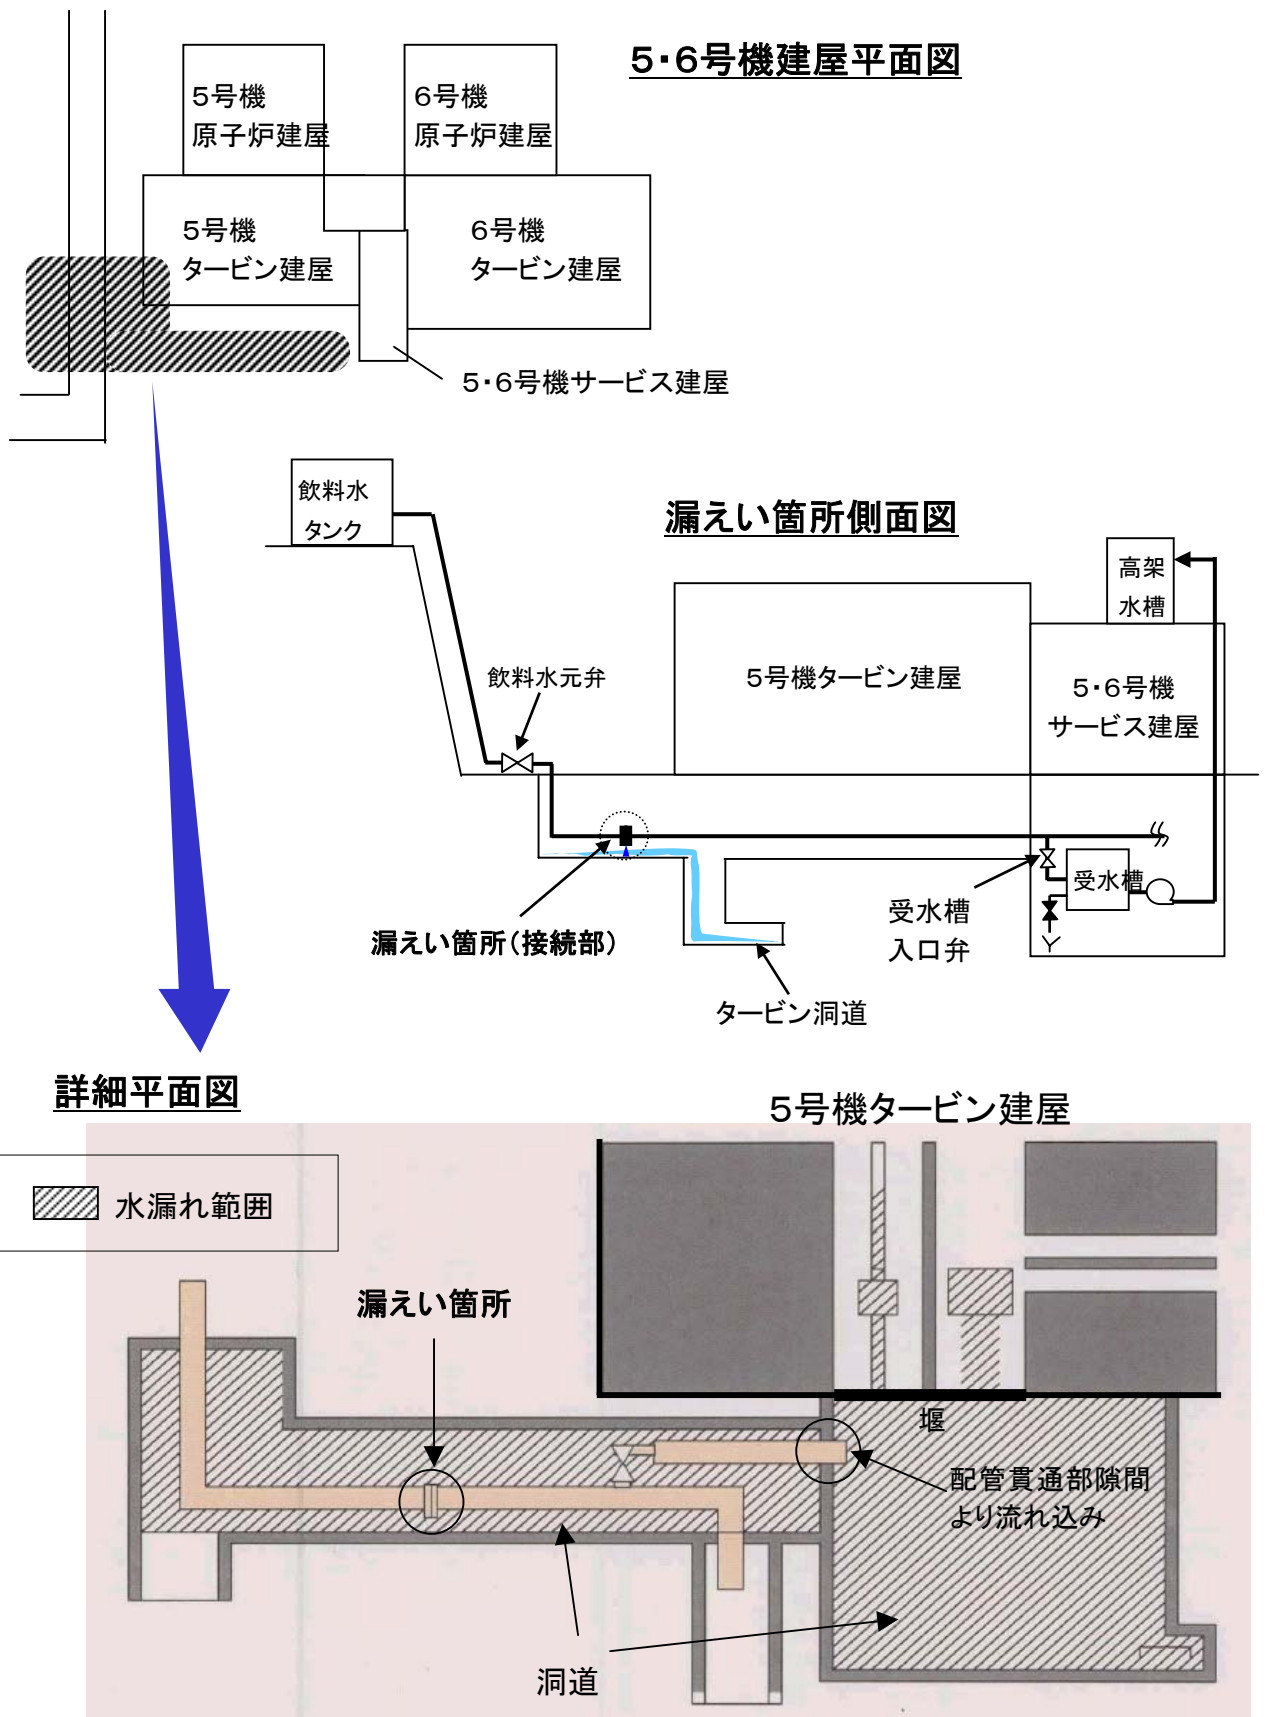 5・6号機建屋平面図
5号機
原子炉建屋
6号機
原子炉建屋
5号機
タービン建屋
6号機
タービン建屋
5・6号機サービス建屋
飲料水
タンク
漏えい箇所側面図
高架
水槽
飲料水元弁
5号機タービン建屋
5・6号機
サービス建屋
受水槽
受水槽
入口弁
漏えい箇所(接続部)
タービン洞道
詳細平面図
5号機タービン建屋
水漏れ範囲
漏えい箇所
堰
配管貫通部隙間
より流れ込み
洞道